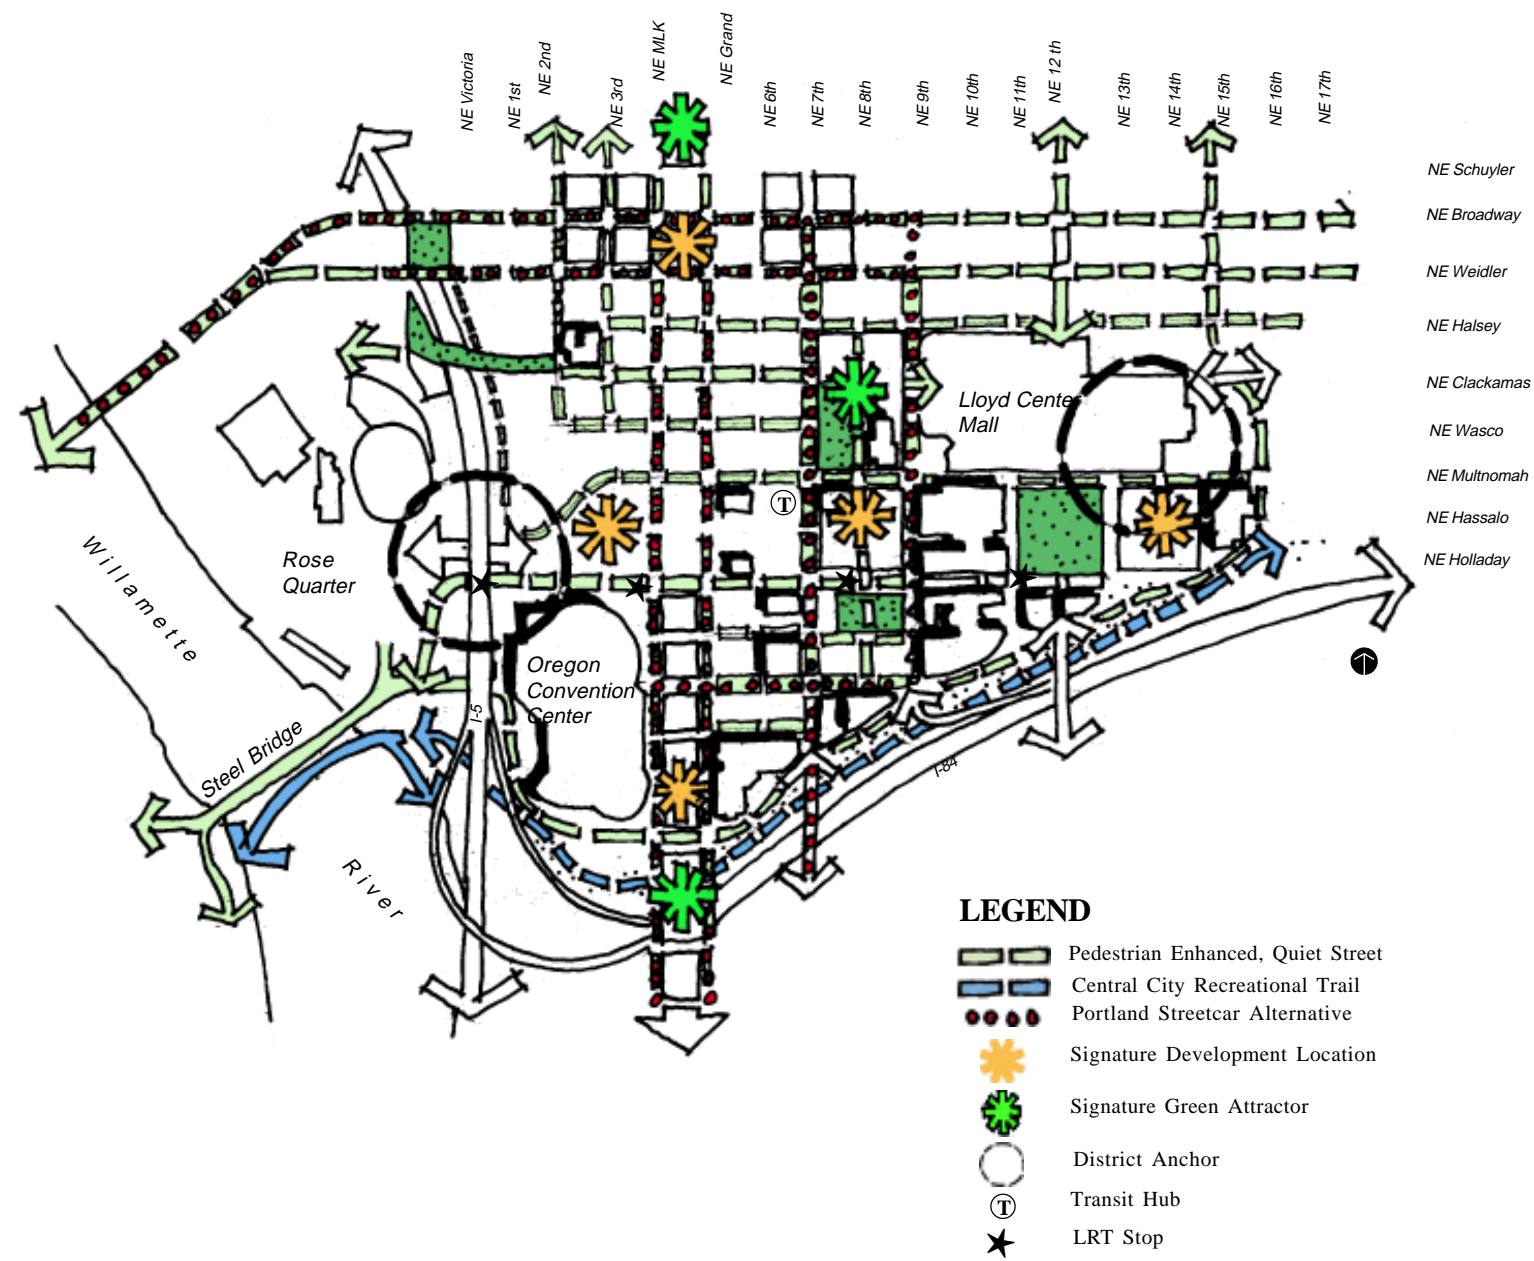 NE Victoria
NE 1st
NE 2nd
NE 3rd
NE MLK
NE Grand
NE 6th
NE 7th
NE 8th
NE 9th
NE 10th
NE 11th
NE 12 th
NE 13th
NE 14th
NE 15th
NE 16th
NE 17th
NE Schuyler
NE Broadway
NE Weidler
NE Halsey
NE Clackamas
NE Wasco
NE Multnomah
NE Hassalo
NE Holladay
Lloyd Center
Mall
T
Rose
Quarter
Willamette
River
Oregon
Convention
Center
I-5
Steel Bridge
I-84
LEGEND
Pedestrian Enhanced, Quiet Street
Central City Recreational Trail
Portland Streetcar Alternative
Signature Development Location
Signature Green Attractor
District Anchor
T Transit Hub
LRT Stop